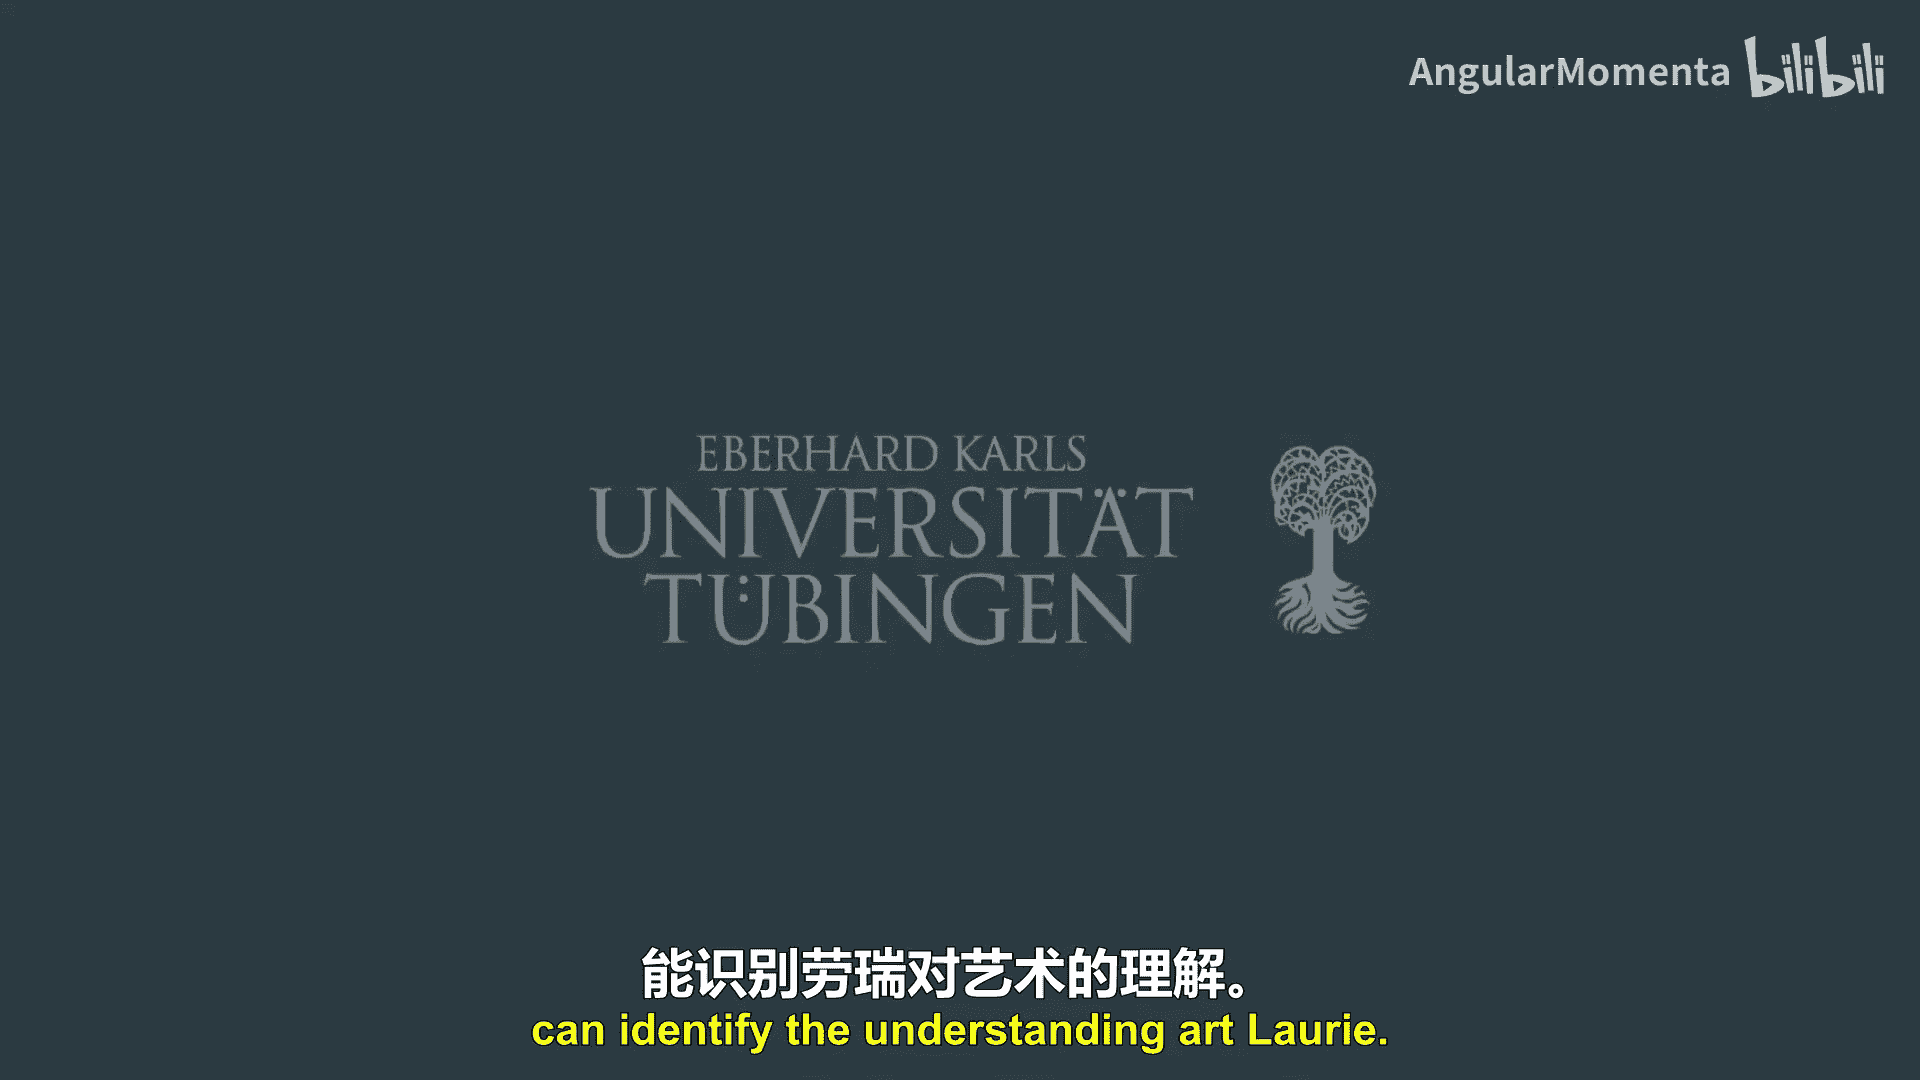 AngularMomenta bilibili
EBERHARD KARLS
UNIVERSITÄT
TÜBINGEN
能识别劳瑞对艺术的理解。
can identify the understanding art Laurie.